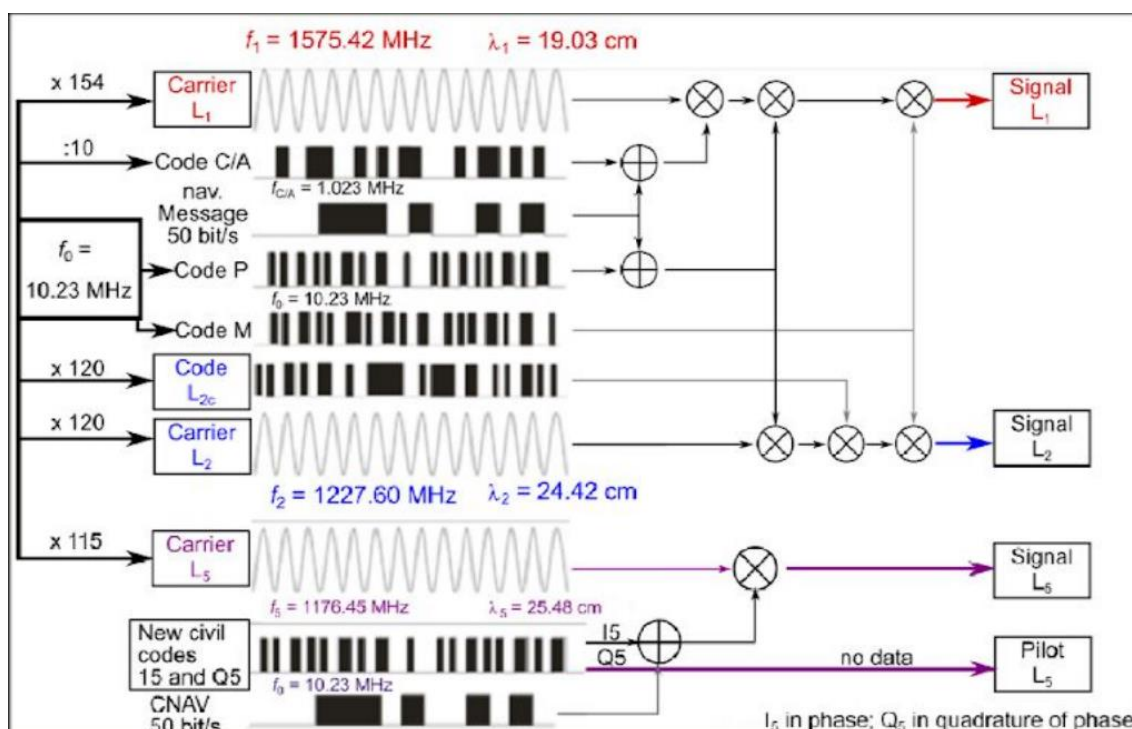 f₁ = 1575.42 MHz λ₁ = 19.03 cm
x 154
Carrier
L₁
Signal
L₁
:10
Code C/A
f_C/A = 1.023 MHz
nav.
Message
50 bit/s
f₀ =
10.23 MHz
Code P
f₀ = 10.23 MHz
Code M
x 120
Code
L₂c
x 120
Carrier
L₂
Signal
L₂
f₂ = 1227.60 MHz λ₂ = 24.42 cm
x 115
Carrier
L₅
Signal
L₅
f₅ = 1176.45 MHz λ₅ = 25.48 cm
New civil
codes
15 and Q5
I5
Q5
no data
Pilot
L₅
f₀ = 10.23 MHz
CNAV
50 bit/s
I₅ in phase; Q₅ in quadrature of phase